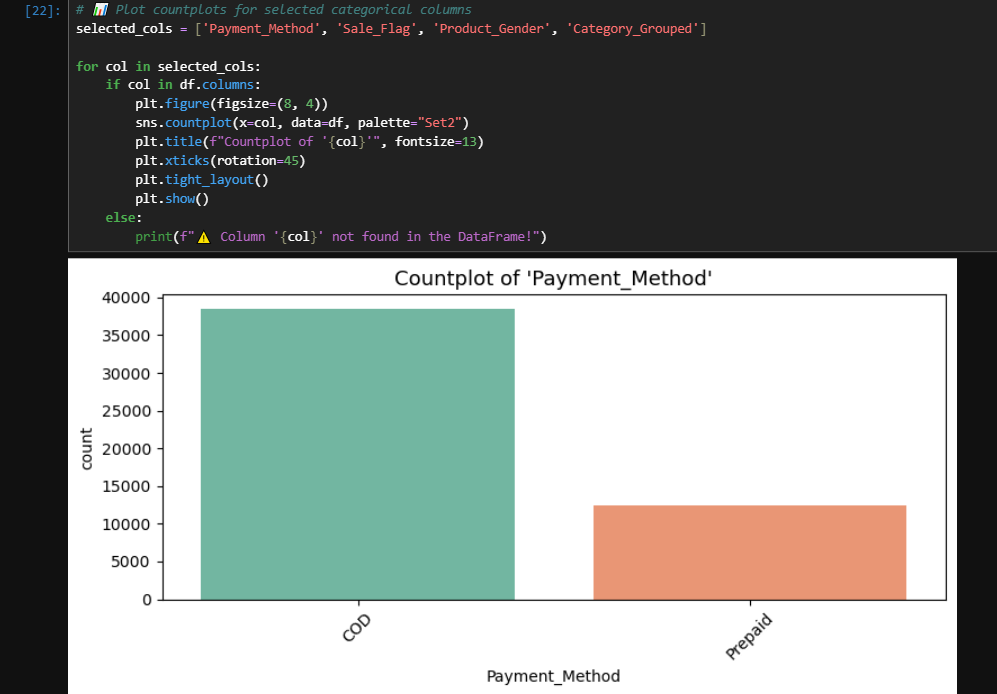 [22]: # 📊 Plot countplots for selected categorical columns
selected_cols = ['Payment_Method', 'Sale_Flag', 'Product_Gender', 'Category_Grouped']
for col in selected_cols:
    if col in df.columns:
        plt.figure(figsize=(8, 4))
        sns.countplot(x=col, data=df, palette="Set2")
        plt.title(f"Countplot of '{col}'", fontsize=13)
        plt.xticks(rotation=45)
        plt.tight_layout()
        plt.show()
    else:
        print(f"⚠️ Column '{col}' not found in the DataFrame!")
Countplot of 'Payment_Method'
40000
35000
30000
25000
20000
15000
10000
5000
0
count
COD
Prepaid
Payment_Method